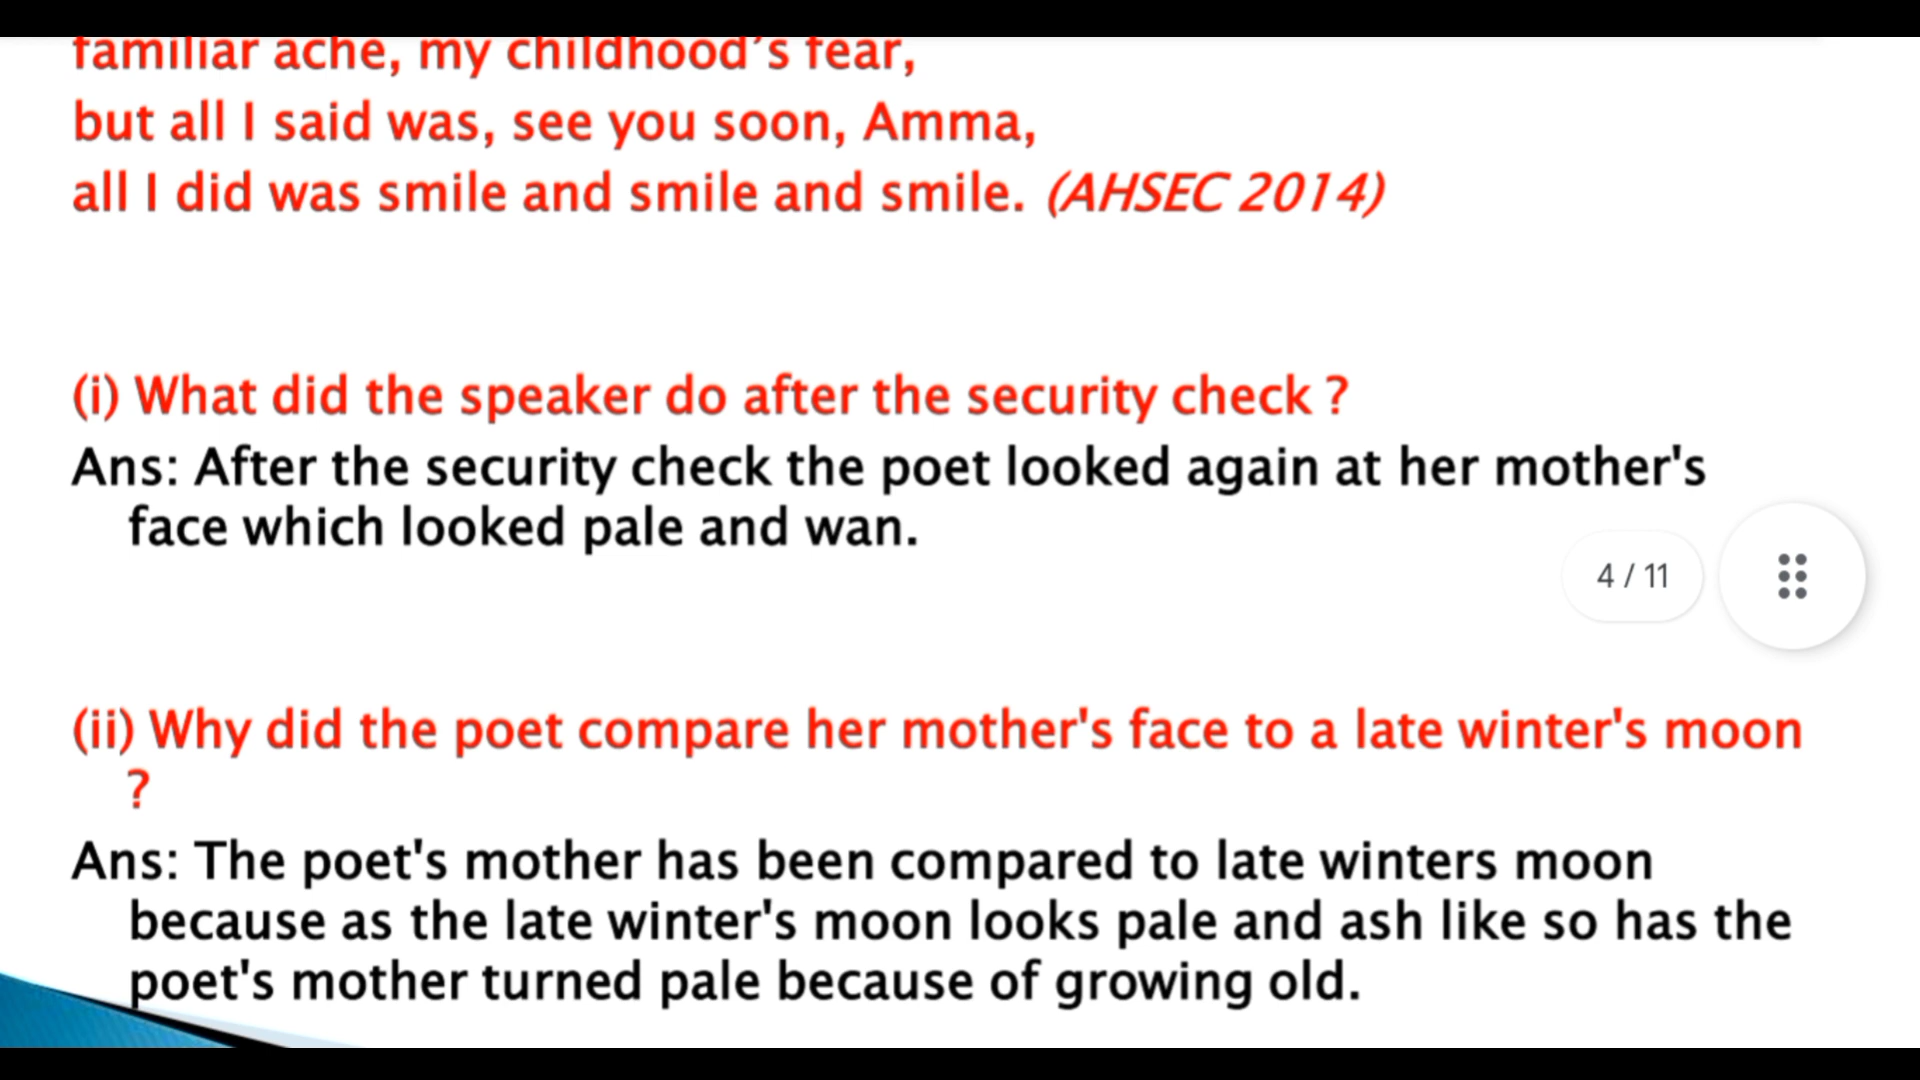 familiar ache, my childhood's fear,
but all I said was, see you soon, Amma,
all I did was smile and smile and smile. (AHSEC 2014)
(i) What did the speaker do after the security check ?
Ans: After the security check the poet looked again at her mother's
face which looked pale and wan.
4 / 11
(ii) Why did the poet compare her mother's face to a late winter's moon
?
Ans: The poet's mother has been compared to late winters moon
because as the late winter's moon looks pale and ash like so has the
poet's mother turned pale because of growing old.